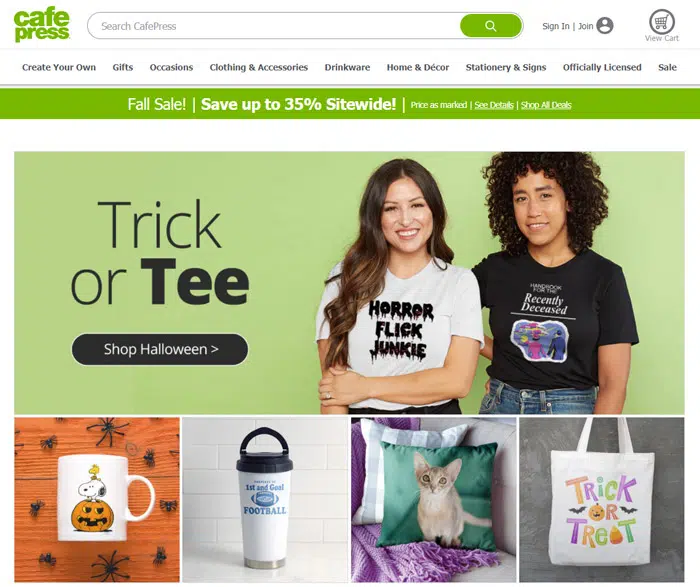 cafe
press
Search CafePress
Sign In | Join
View Cart
Create Your Own Gifts Occasions Clothing & Accessories Drinkware Home & Décor Stationery & Signs Officially Licensed Sale
Fall Sale! | Save up to 35% Sitewide! | Price as marked | See Details | Shop All Deals
Trick
or Tee
Shop Halloween >
HORROR
FLICK
JUNKIE
HANDBOOK
FOR THE
Recently
Deceased
PROPERTY OF
1st and Goal
FOOTBALL
TRICK
OR
TREAT